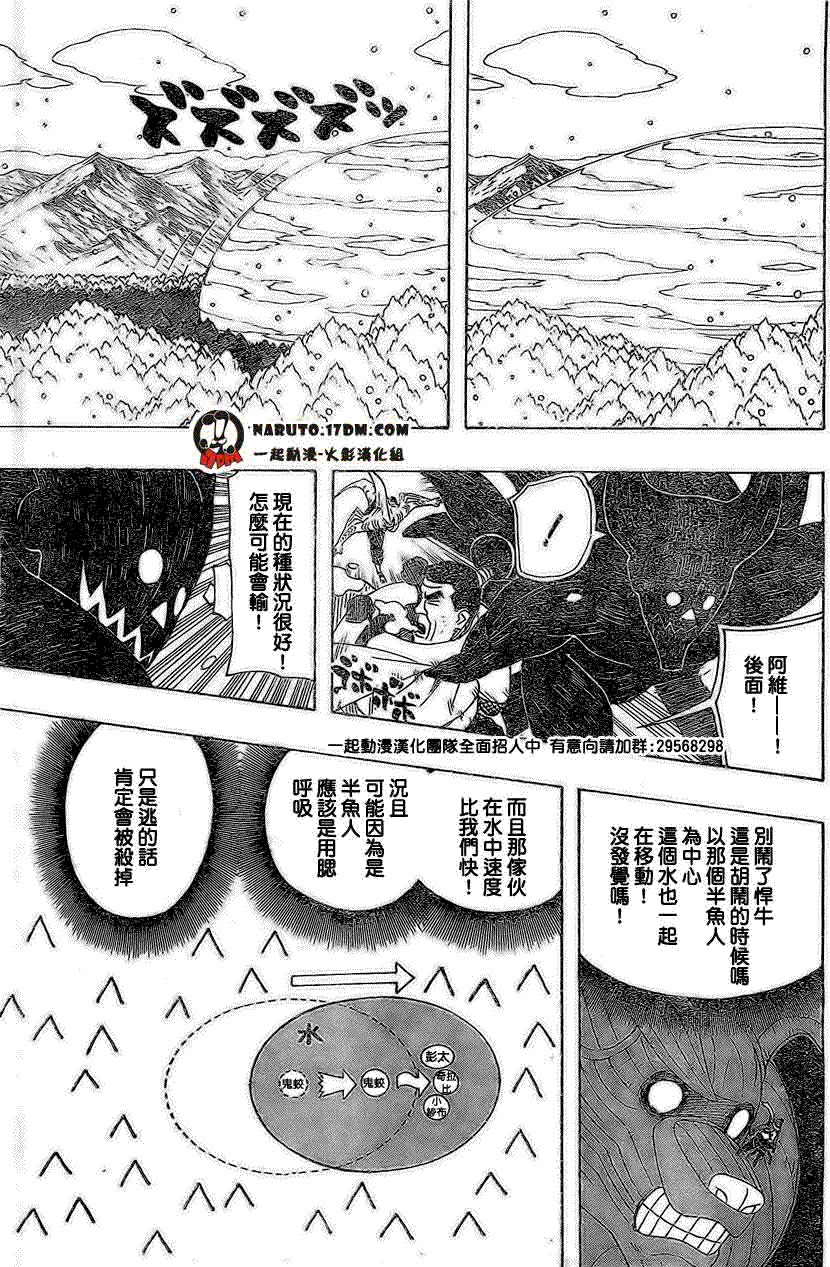 ズズズズッ
NARUTO.17DM.COM
一起動漫-火影漢化組
阿維——！
後面！
！
ゴボボボボ
現在的種狀況很好！
怎麼可能會輸！
一起動漫漢化團隊全面招人中 有意向請加群:29568298
別鬧了悍牛
這是胡鬧的時候嗎
以那個半魚人
為中心
這個水也一起
在移動！
沒發覺嗎！
而且那傢伙
在水中速度
比我們快！
況且
可能因為是
半魚人
應該是用腮
呼吸
只是逃的話
肯定會被殺掉
水
鬼鮫
鬼鮫
彭太
奇拉
比
小
紗布